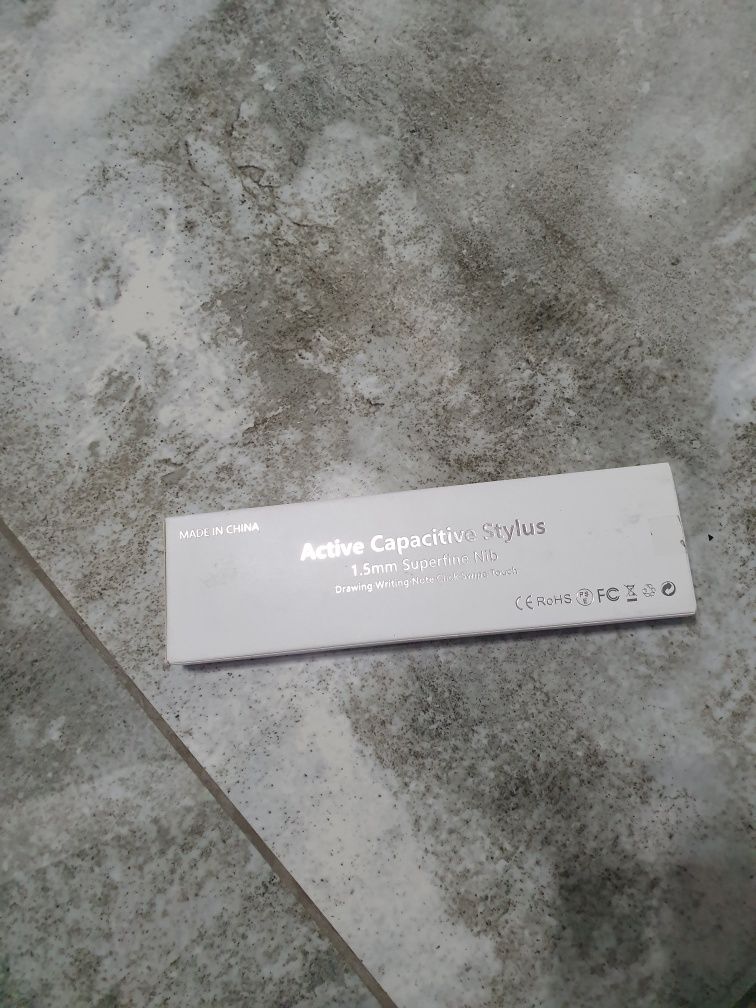 MADE IN CHINA
Active Capacitive Stylus
1.5mm Superfine Nib
Drawing Writing Note Click Swipe Touch
CE RoHS PSE FC